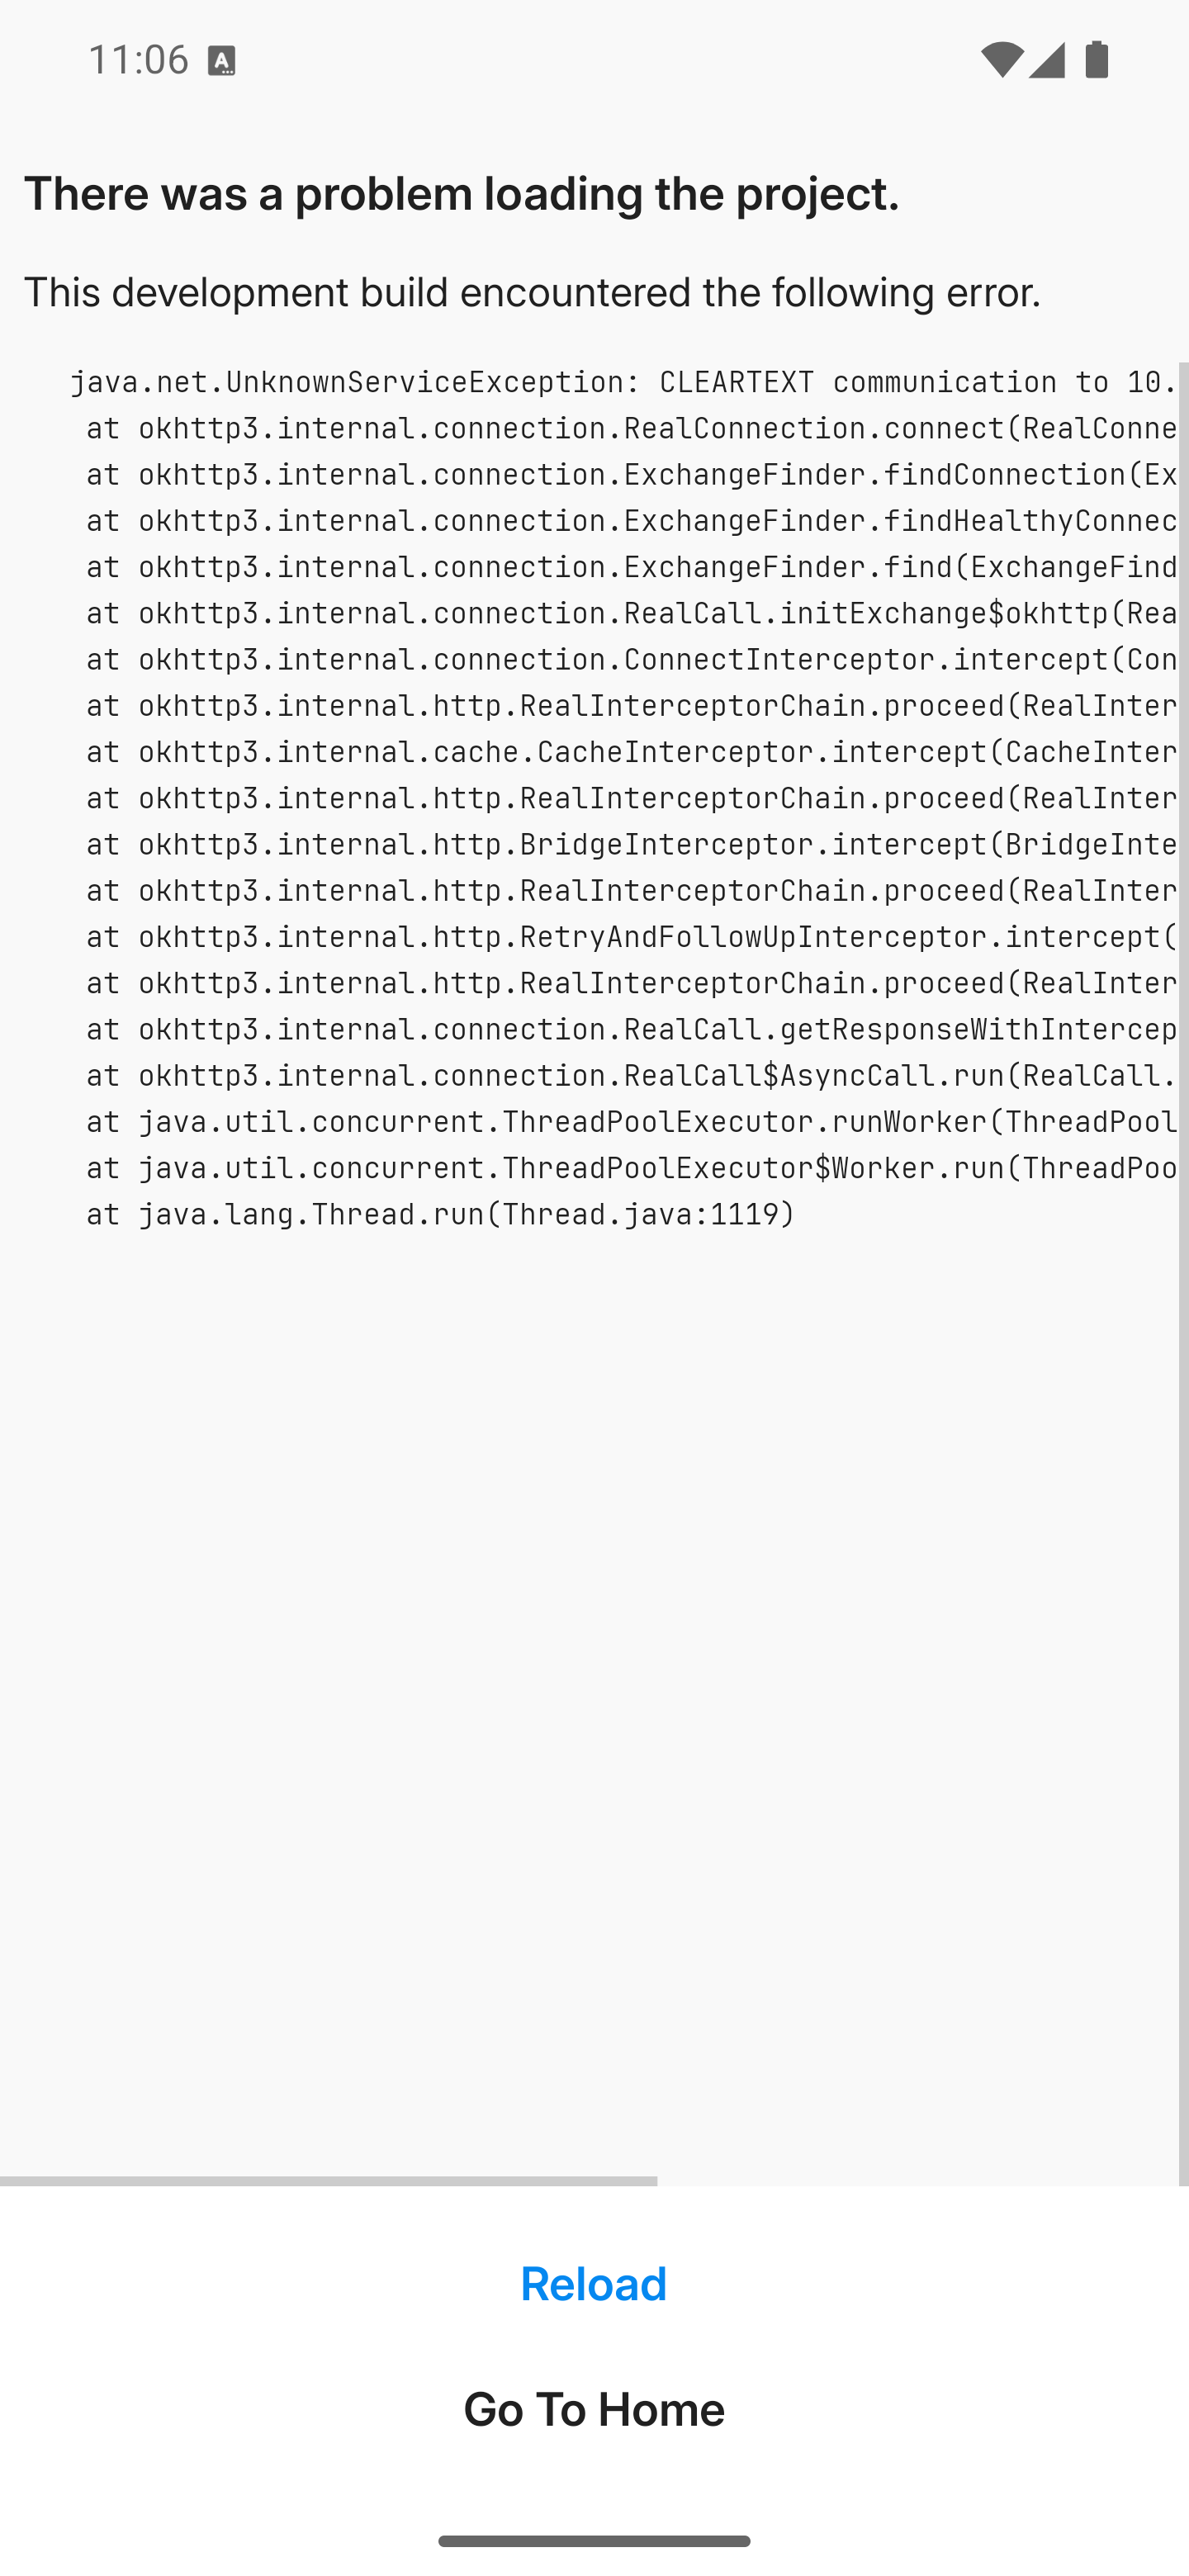 11:06
There was a problem loading the project.
This development build encountered the following error.
java.net.UnknownServiceException: CLEARTEXT communication to 10.
at okhttp3.internal.connection.RealConnection.connect(RealConne
at okhttp3.internal.connection.ExchangeFinder.findConnection(Ex
at okhttp3.internal.connection.ExchangeFinder.findHealthyConnec
at okhttp3.internal.connection.ExchangeFinder.find(ExchangeFind
at okhttp3.internal.connection.RealCall.initExchange$okhttp(Rea
at okhttp3.internal.connection.ConnectInterceptor.intercept(Con
at okhttp3.internal.http.RealInterceptorChain.proceed(RealInter
at okhttp3.internal.cache.CacheInterceptor.intercept(CacheInter
at okhttp3.internal.http.RealInterceptorChain.proceed(RealInter
at okhttp3.internal.http.BridgeInterceptor.intercept(BridgeInte
at okhttp3.internal.http.RealInterceptorChain.proceed(RealInter
at okhttp3.internal.http.RetryAndFollowUpInterceptor.intercept(
at okhttp3.internal.http.RealInterceptorChain.proceed(RealInter
at okhttp3.internal.connection.RealCall.getResponseWithIntercep
at okhttp3.internal.connection.RealCall$AsyncCall.run(RealCall.
at java.util.concurrent.ThreadPoolExecutor.runWorker(ThreadPool
at java.util.concurrent.ThreadPoolExecutor$Worker.run(ThreadPoo
at java.lang.Thread.run(Thread.java:1119)
Reload
Go To Home